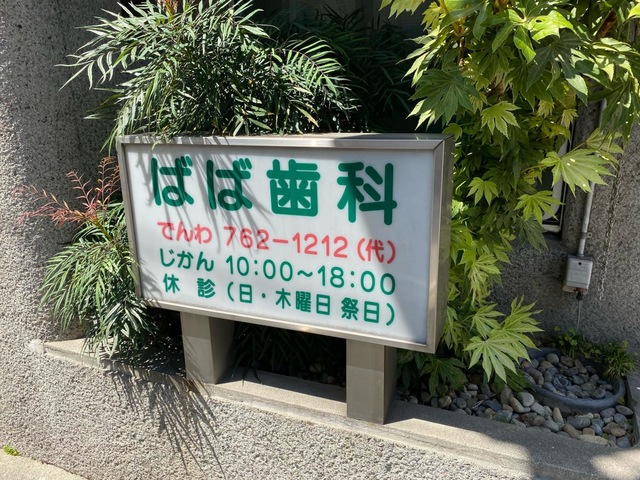 ばば歯科
でんわ 762-1212 (代)
じかん 10:00~18:00
休診 (日・木曜日 祭日)